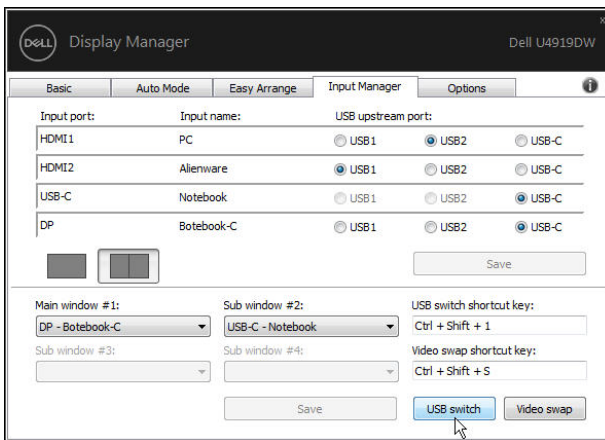 x
DELL Display Manager Dell U4919DW
Basic Auto Mode Easy Arrange Input Manager Options i
Input port: Input name: USB upstream port:
HDMI1 PC USB1 USB2 USB-C
HDMI2 Alienware USB1 USB2 USB-C
USB-C Notebook USB1 USB2 USB-C
DP Botebook-C USB1 USB2 USB-C
Save
Main window #1: Sub window #2: USB switch shortcut key:
DP - Botebook-C USB-C - Notebook Ctrl + Shift + 1
Sub window #3: Sub window #4: Video swap shortcut key:
Ctrl + Shift + S
Save USB switch Video swap